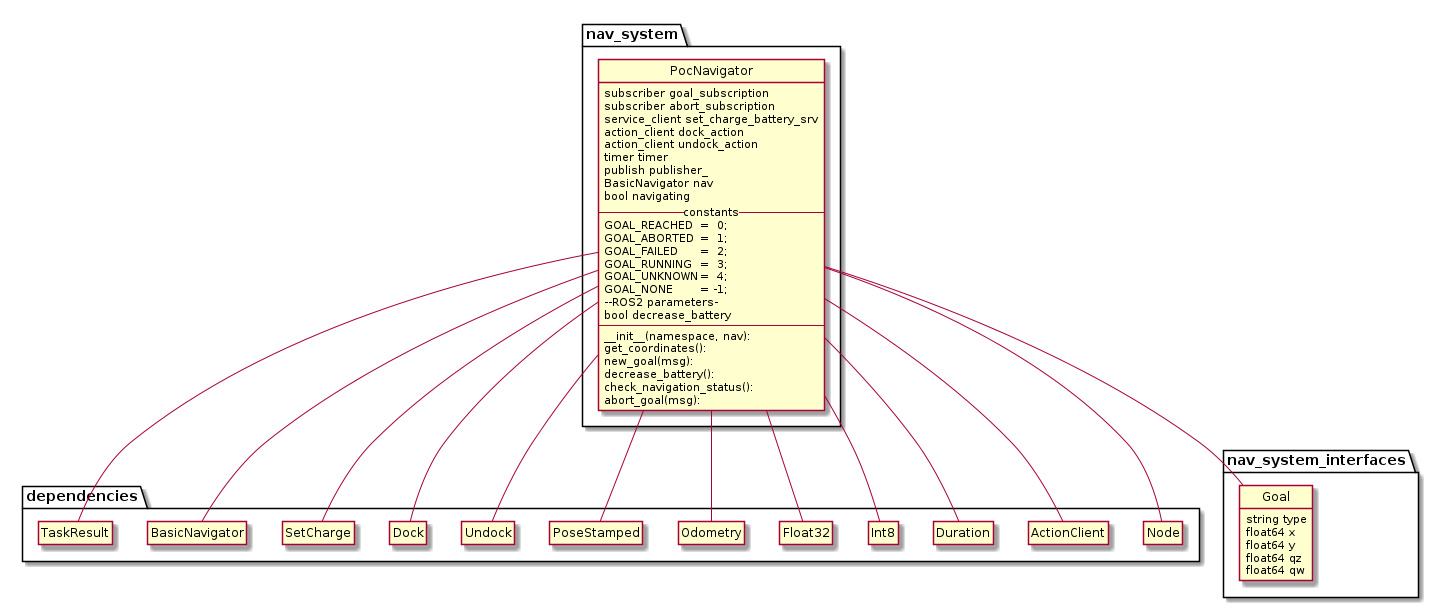 nav_system
PocNavigator
subscriber goal_subscription
subscriber abort_subscription
service_client set_charge_battery_srv
action_client dock_action
action_client undock_action
timer timer
publish publisher_
BasicNavigator nav
bool navigating
constants
GOAL_REACHED = 0;
GOAL_ABORTED = 1;
GOAL_FAILED = 2;
GOAL_RUNNING = 3;
GOAL_UNKNOWN = 4;
GOAL_NONE = -1;
--ROS2 parameters-
bool decrease_battery
__init__(namespace, nav):
get_coordinates():
new_goal(msg):
decrease_battery():
check_navigation_status():
abort_goal(msg):
dependencies
TaskResult
BasicNavigator
SetCharge
Dock
Undock
PoseStamped
Odometry
Float32
Int8
Duration
ActionClient
Node
nav_system_interfaces
Goal
string type
float64 x
float64 y
float64 qz
float64 qw